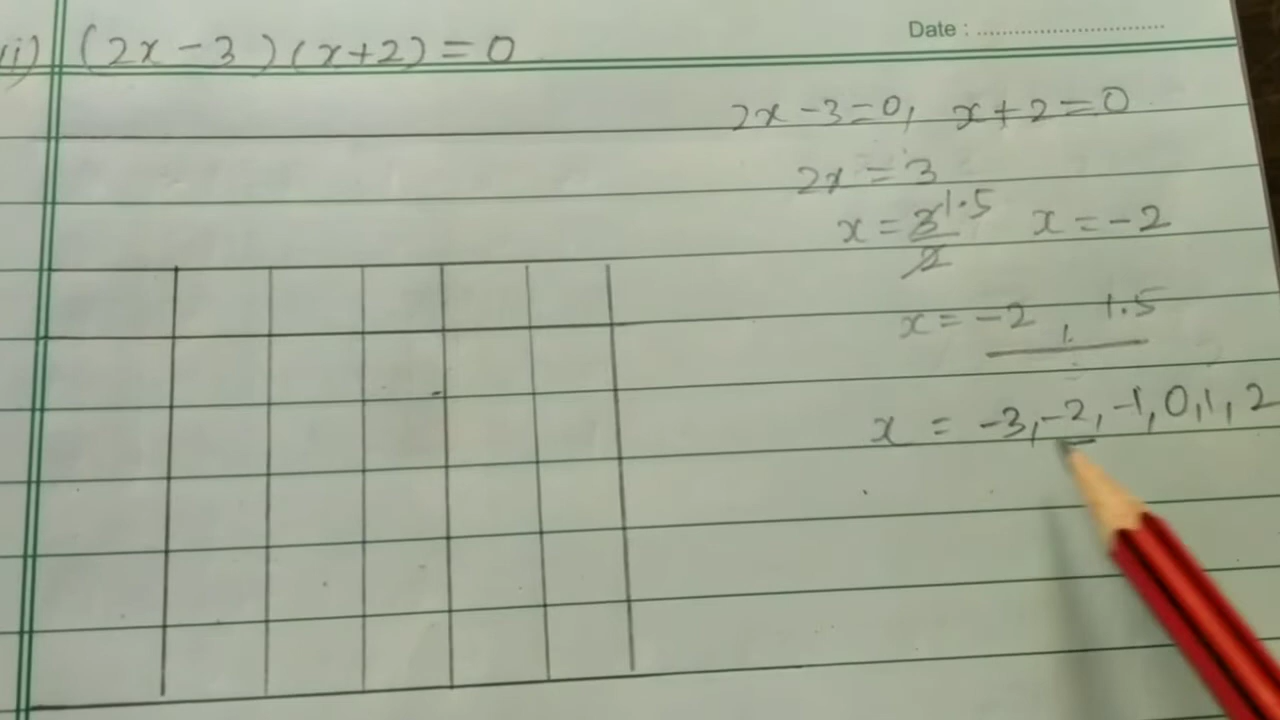 ii) (2x-3)(x+2)=0
Date : ............................
2x-3=0, x+2=0
2x=3
x=3/2 1.5 x=-2
x=-2, 1.5
x = -3,-2,-1,0,1,2